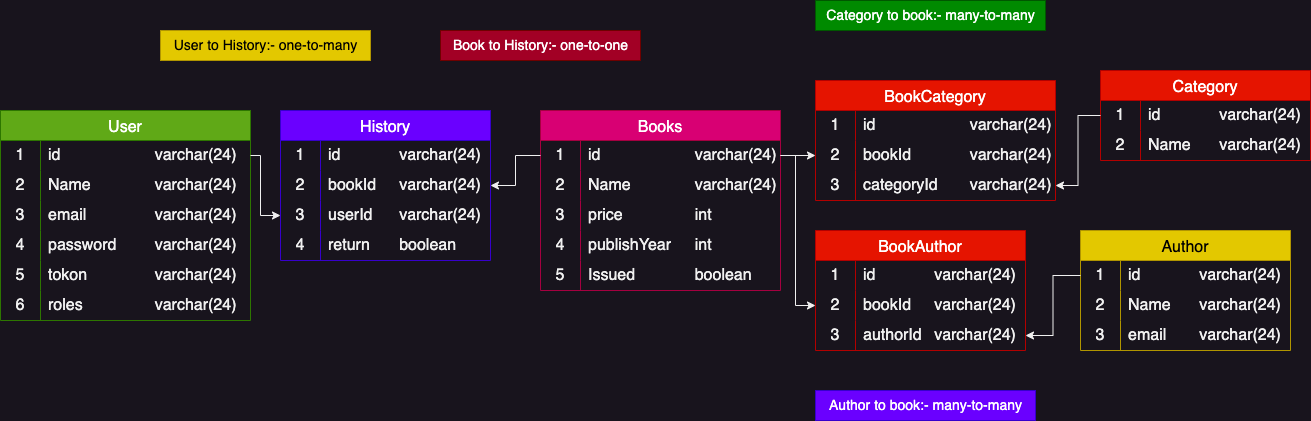 Category to book:- many-to-many
User to History:- one-to-many
Book to History:- one-to-one
User
1 id varchar(24)
2 Name varchar(24)
3 email varchar(24)
4 password varchar(24)
5 tokon varchar(24)
6 roles varchar(24)
History
1 id varchar(24)
2 bookId varchar(24)
3 userId varchar(24)
4 return boolean
Books
1 id varchar(24)
2 Name varchar(24)
3 price int
4 publishYear int
5 Issued boolean
BookCategory
1 id varchar(24)
2 bookId varchar(24)
3 categoryId varchar(24)
Category
1 id varchar(24)
2 Name varchar(24)
BookAuthor
1 id varchar(24)
2 bookId varchar(24)
3 authorId varchar(24)
Author
1 id varchar(24)
2 Name varchar(24)
3 email varchar(24)
Author to book:- many-to-many